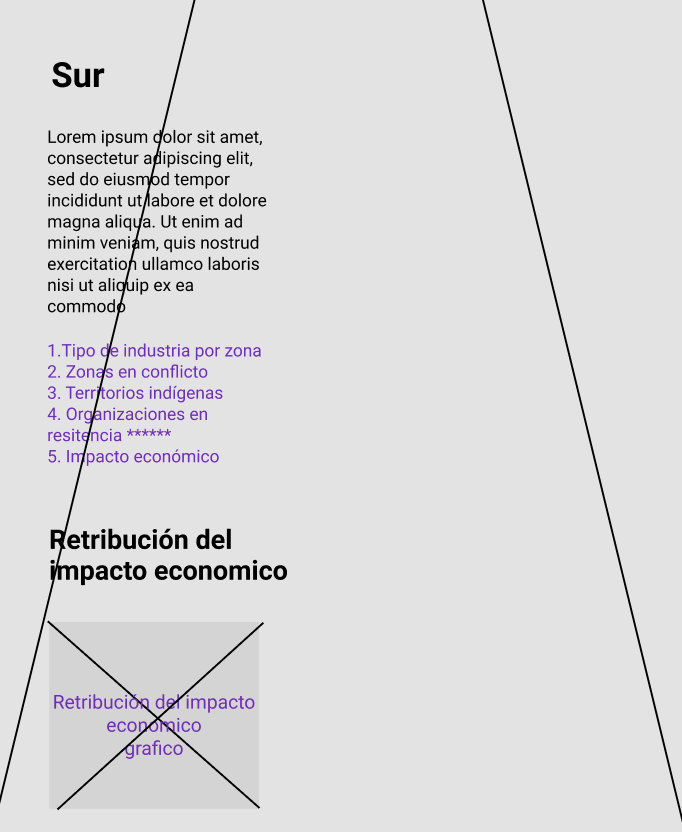 Sur
Lorem ipsum dolor sit amet,
consectetur adipiscing elit,
sed do eiusmod tempor
incididunt ut labore et dolore
magna aliqua. Ut enim ad
minim veniam, quis nostrud
exercitation ullamco laboris
nisi ut aliquip ex ea
commodo
1.Tipo de industria por zona
2. Zonas en conflicto
3. Territorios indígenas
4. Organizaciones en
resitencia ******
5. Impacto económico
Retribución del
impacto economico
Retribución del impacto
económico
grafico